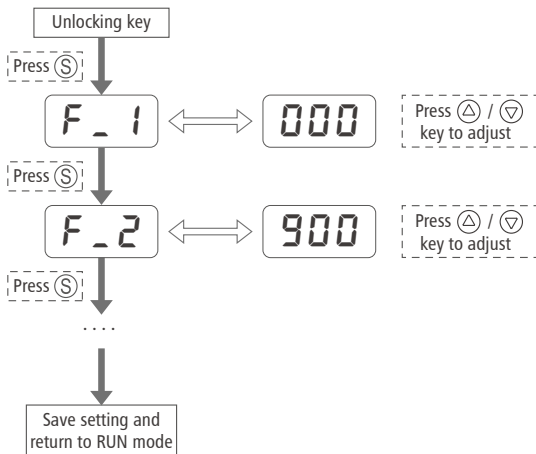 Unlocking key
Press Ⓢ
F_1
000
Press △ / ▽
key to adjust
Press Ⓢ
F_2
900
Press △ / ▽
key to adjust
Press Ⓢ
....
Save setting and
return to RUN mode